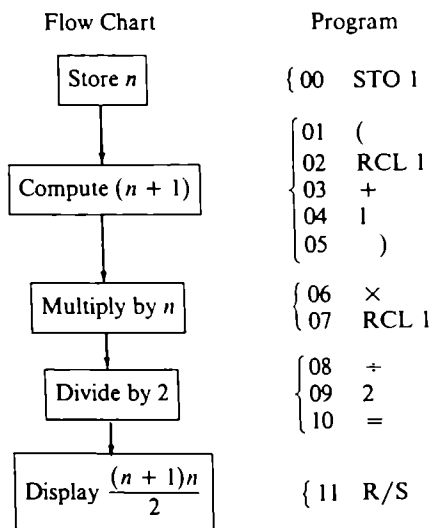 Flow Chart Program
Store n { 00 STO 1
01 (
02 RCL 1
Compute (n + 1) 03 +
04 1
05 )
Multiply by n 06 ×
07 RCL 1
Divide by 2 08 ÷
09 2
10 =
Display (n + 1)n / 2 { 11 R/S